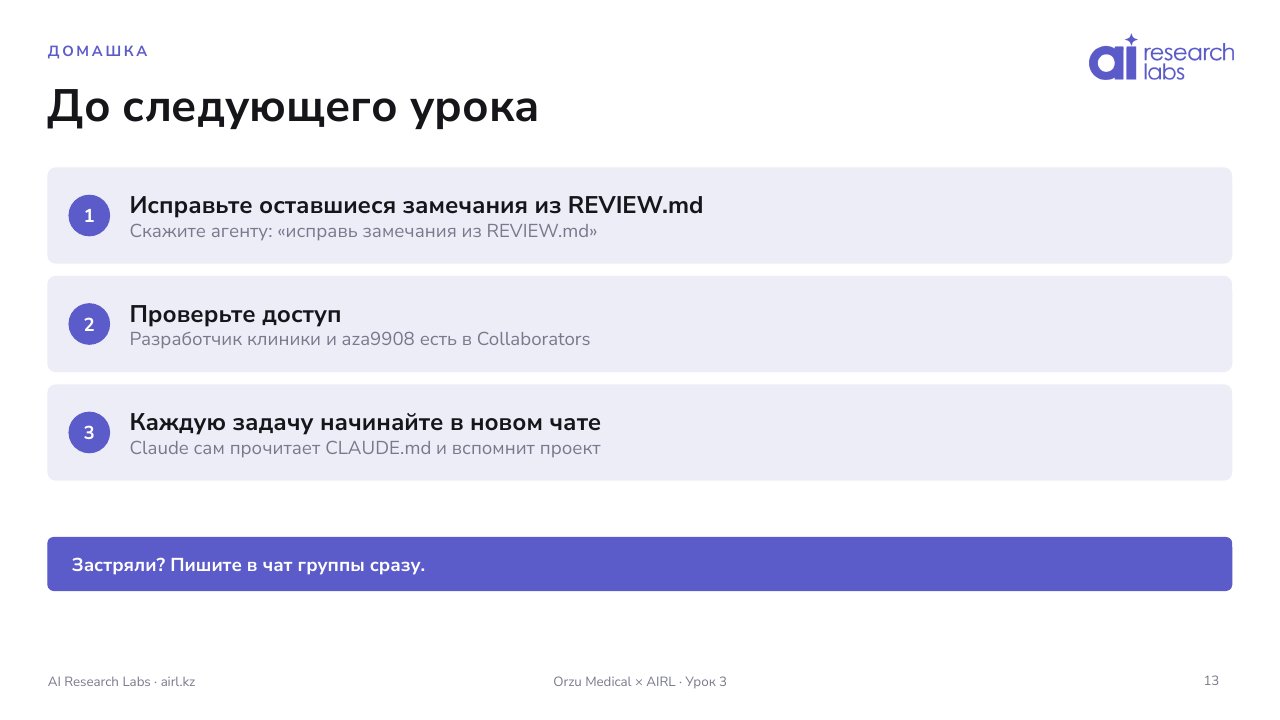 ДОМАШКА
ai research labs
До следующего урока
1
Исправьте оставшиеся замечания из REVIEW.md
Скажите агенту: «исправь замечания из REVIEW.md»
2
Проверьте доступ
Разработчик клиники и aza9908 есть в Collaborators
3
Каждую задачу начинайте в новом чате
Claude сам прочитает CLAUDE.md и вспомнит проект
Застряли? Пишите в чат группы сразу.
AI Research Labs · airl.kz
Orzu Medical × AIRL · Урок 3
13